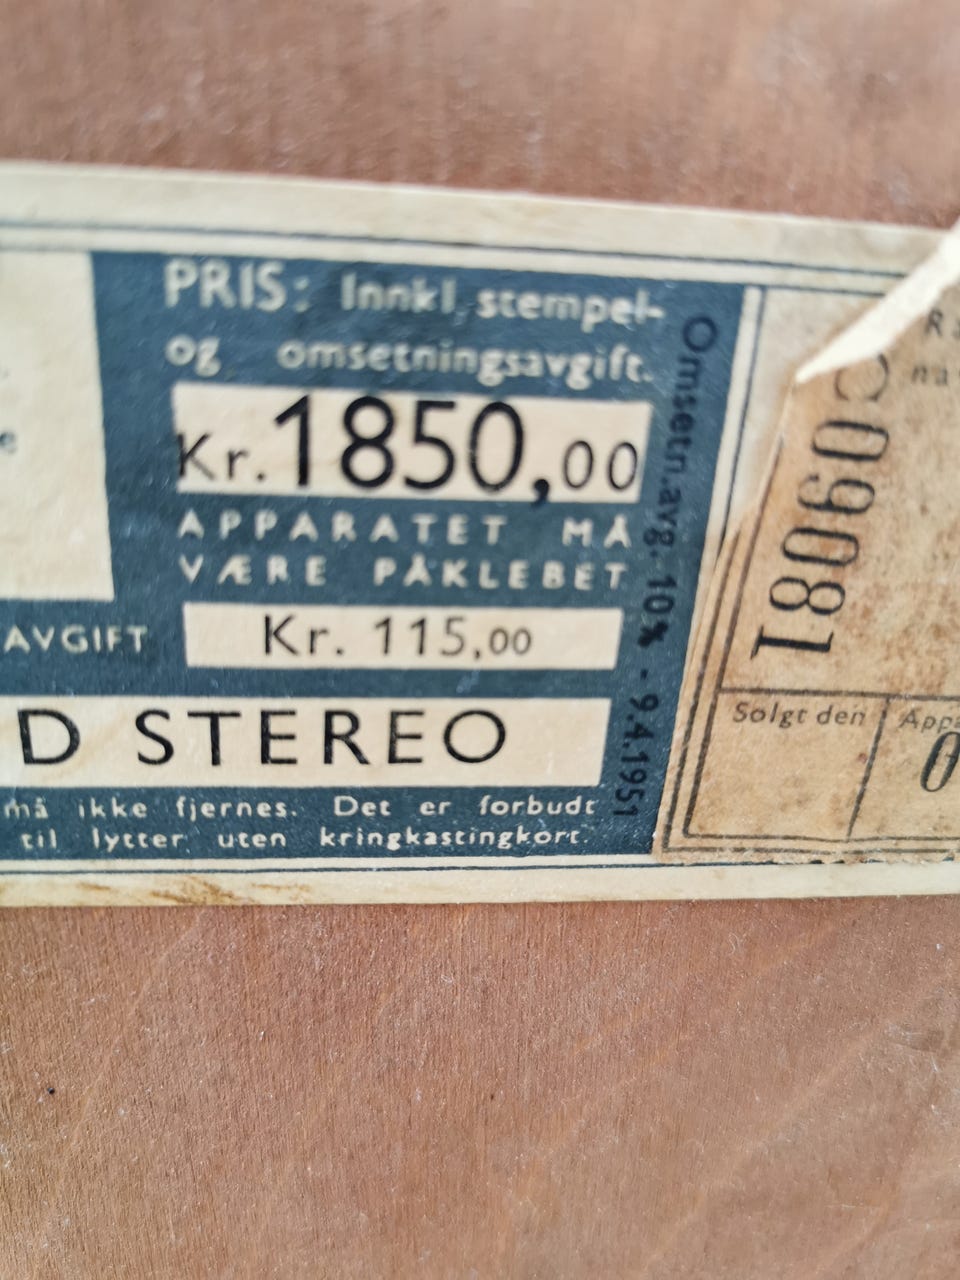 PRIS: Innkl. stempel-
og omsetningsavgift.
Kr. 1850,00
APPARATET MÅ
VÆRE PÅKLEBET
AVGIFT Kr. 115,00
D STEREO
må ikke fjernes. Det er forbudt
til lytter uten kringkastingkort.
Omsetn.avg. 10% - 9.4.1951
009081
Solgt den